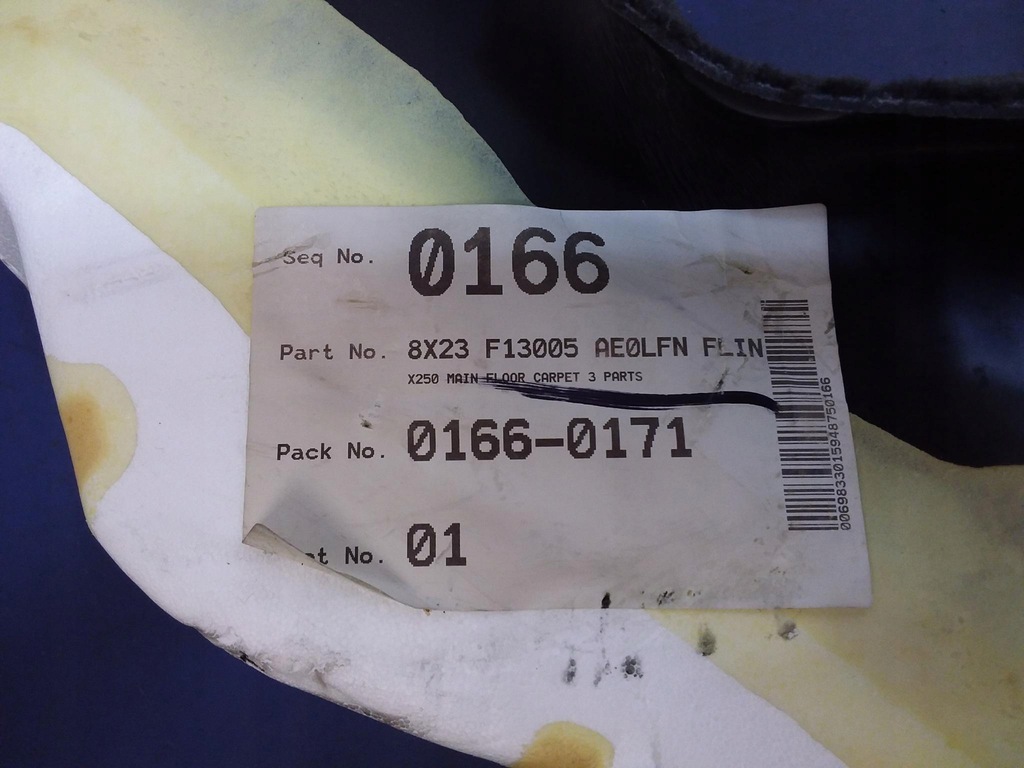 Seq No. 0166
Part No. 8X23 F13005 AE0LFN FLIN
X250 MAIN FLOOR CARPET 3 PARTS
Pack No. 0166-0171
t No. 01
0069833015948750166